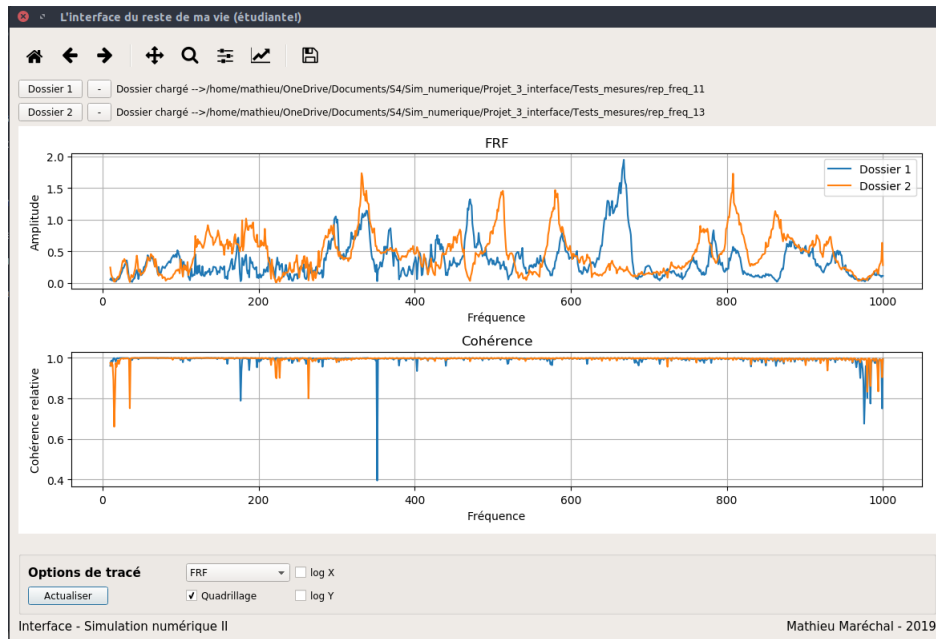 L'interface du reste de ma vie (étudiante!)
Dossier 1 - Dossier chargé -->/home/mathieu/OneDrive/Documents/S4/Sim_numerique/Projet_3_interface/Tests_mesures/rep_freq_11
Dossier 2 - Dossier chargé -->/home/mathieu/OneDrive/Documents/S4/Sim_numerique/Projet_3_interface/Tests_mesures/rep_freq_13
FRF
2.0
1.5
1.0
0.5
0.0
Amplitude
Dossier 1
Dossier 2
0 200 400 600 800 1000
Fréquence
Cohérence
1.0
0.8
0.6
0.4
Cohérence relative
0 200 400 600 800 1000
Fréquence
Options de tracé FRF log X
Actualiser Quadrillage log Y
Interface - Simulation numérique II Mathieu Maréchal - 2019